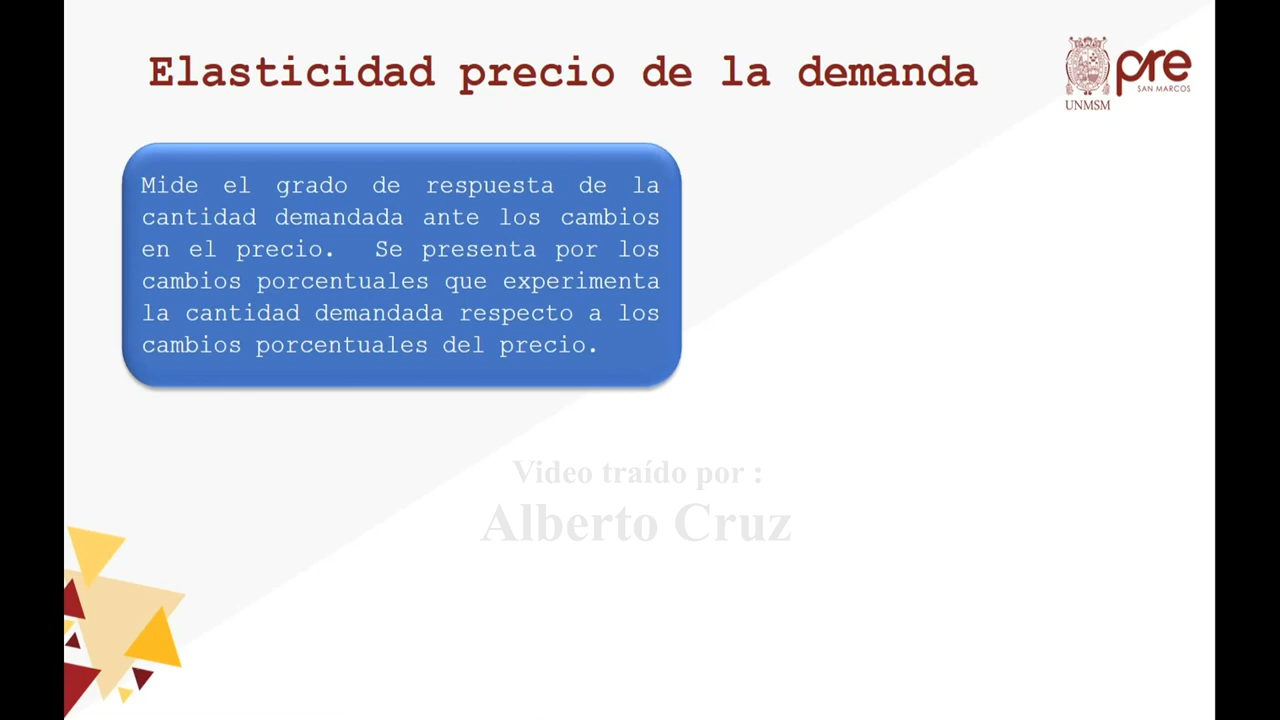 Elasticidad precio de la demanda
pre
SAN MARCOS
UNMSM
Mide el grado de respuesta de la
cantidad demandada ante los cambios
en el precio. Se presenta por los
cambios porcentuales que experimenta
la cantidad demandada respecto a los
cambios porcentuales del precio.
Video traído por :
Alberto Cruz